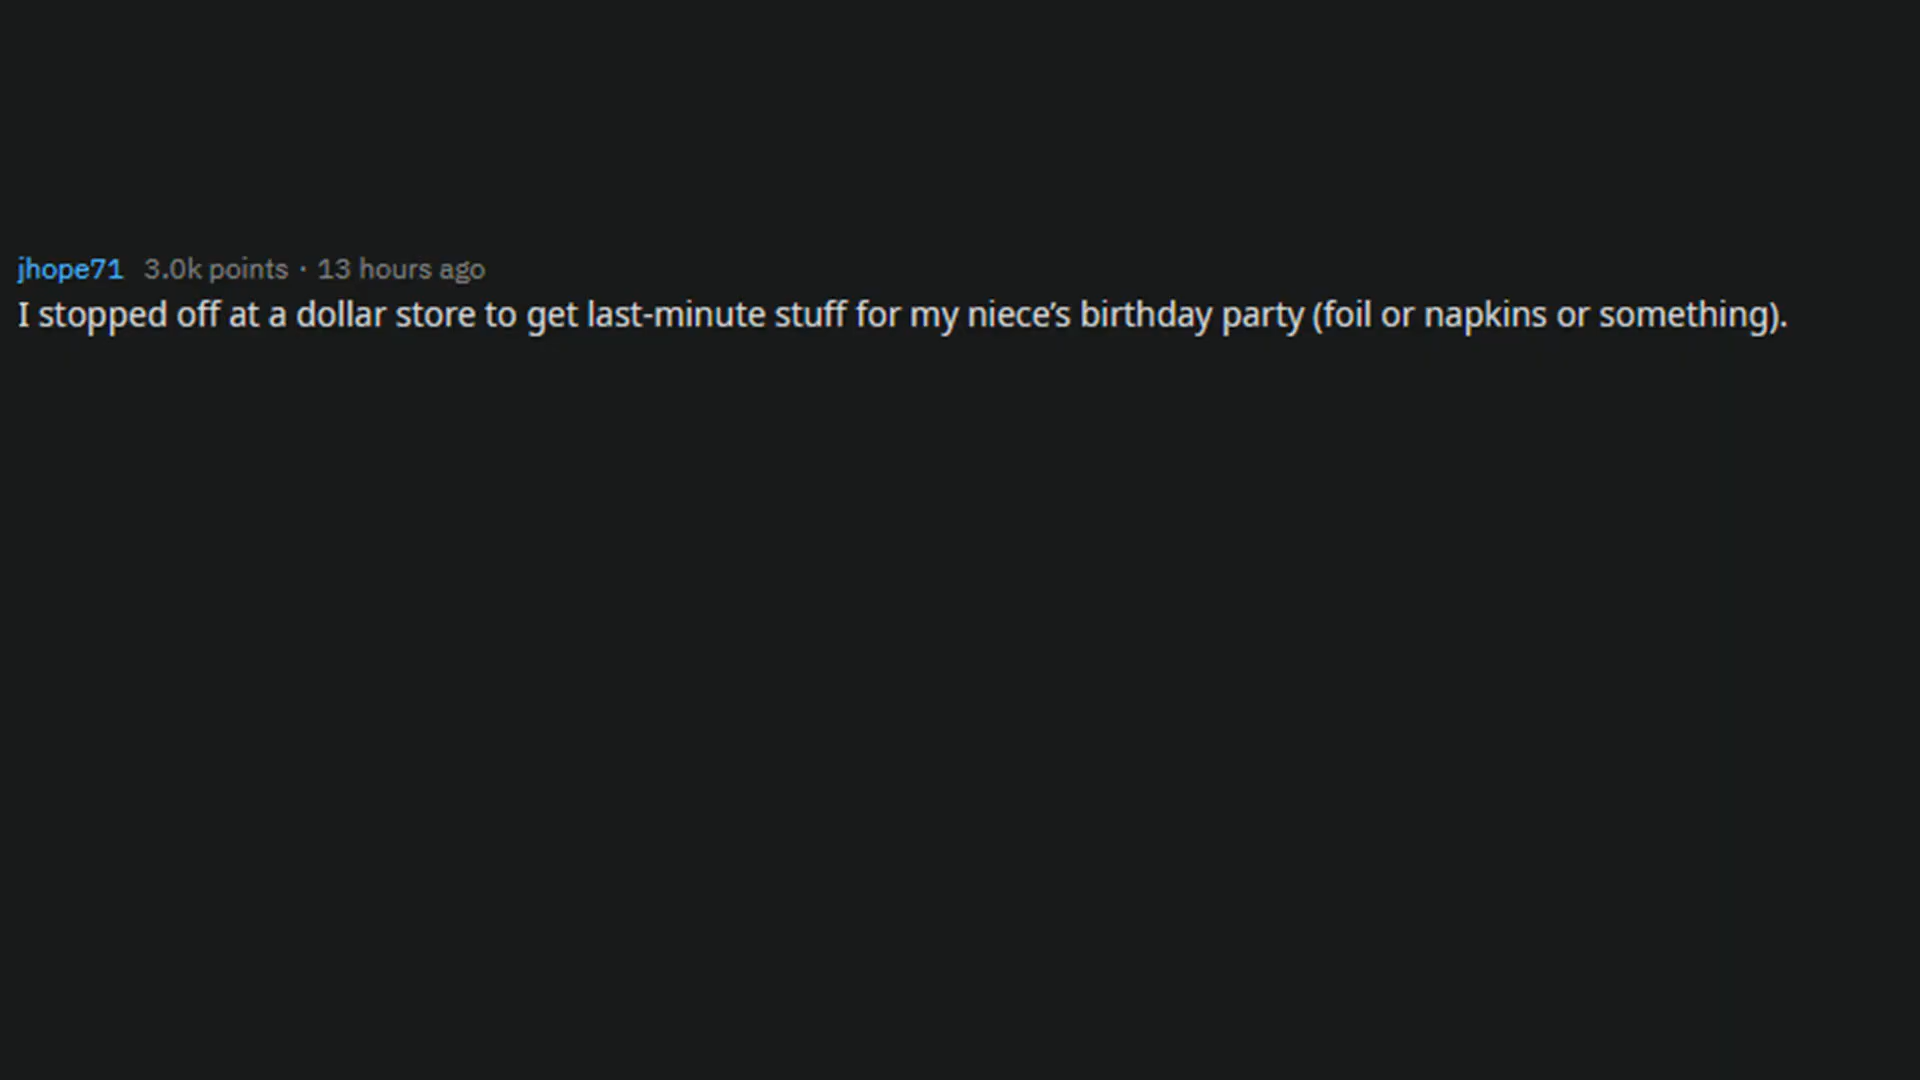 jhope71 3.0k points · 13 hours ago
I stopped off at a dollar store to get last-minute stuff for my niece’s birthday party (foil or napkins or something).